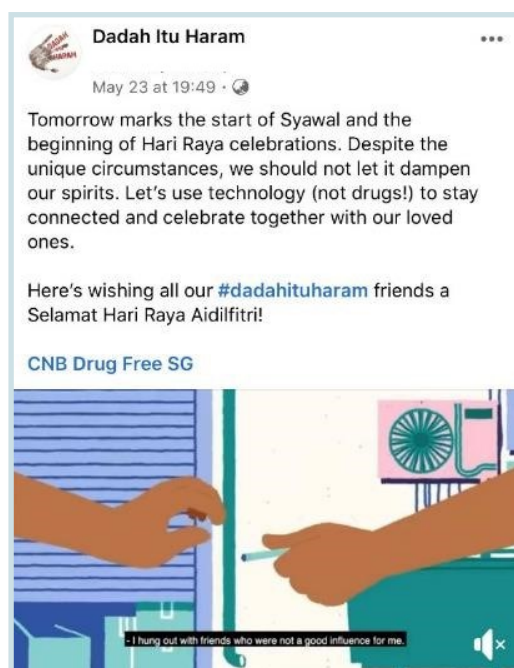 Dadah Itu Haram
May 23 at 19:49 ·
Tomorrow marks the start of Syawal and the
beginning of Hari Raya celebrations. Despite the
unique circumstances, we should not let it dampen
our spirits. Let's use technology (not drugs!) to stay
connected and celebrate together with our loved
ones.
Here's wishing all our #dadahituharam friends a
Selamat Hari Raya Aidilfitri!
CNB Drug Free SG
- I hung out with friends who were not a good influence for me.